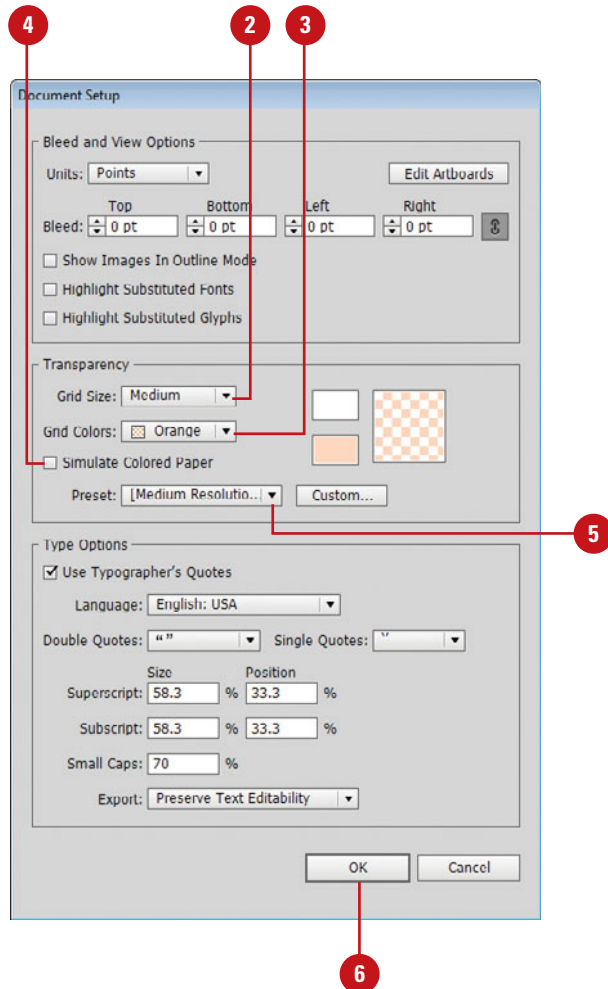 4 2 3
Document Setup
Bleed and View Options
Units: Points Edit Artboards
Top Bottom Left Right
Bleed: 0 pt 0 pt 0 pt 0 pt
Show Images In Outline Mode
Highlight Substituted Fonts
Highlight Substituted Glyphs
Transparency
Grid Size: Medium
Grid Colors: Orange
Simulate Colored Paper
Preset: [Medium Resolutio.. Custom...
5
Type Options
Use Typographer's Quotes
Language: English: USA
Double Quotes: “ ” Single Quotes:
Size Position
Superscript: 58.3 % 33.3 %
Subscript: 58.3 % 33.3 %
Small Caps: 70 %
Export: Preserve Text Editability
OK Cancel
6